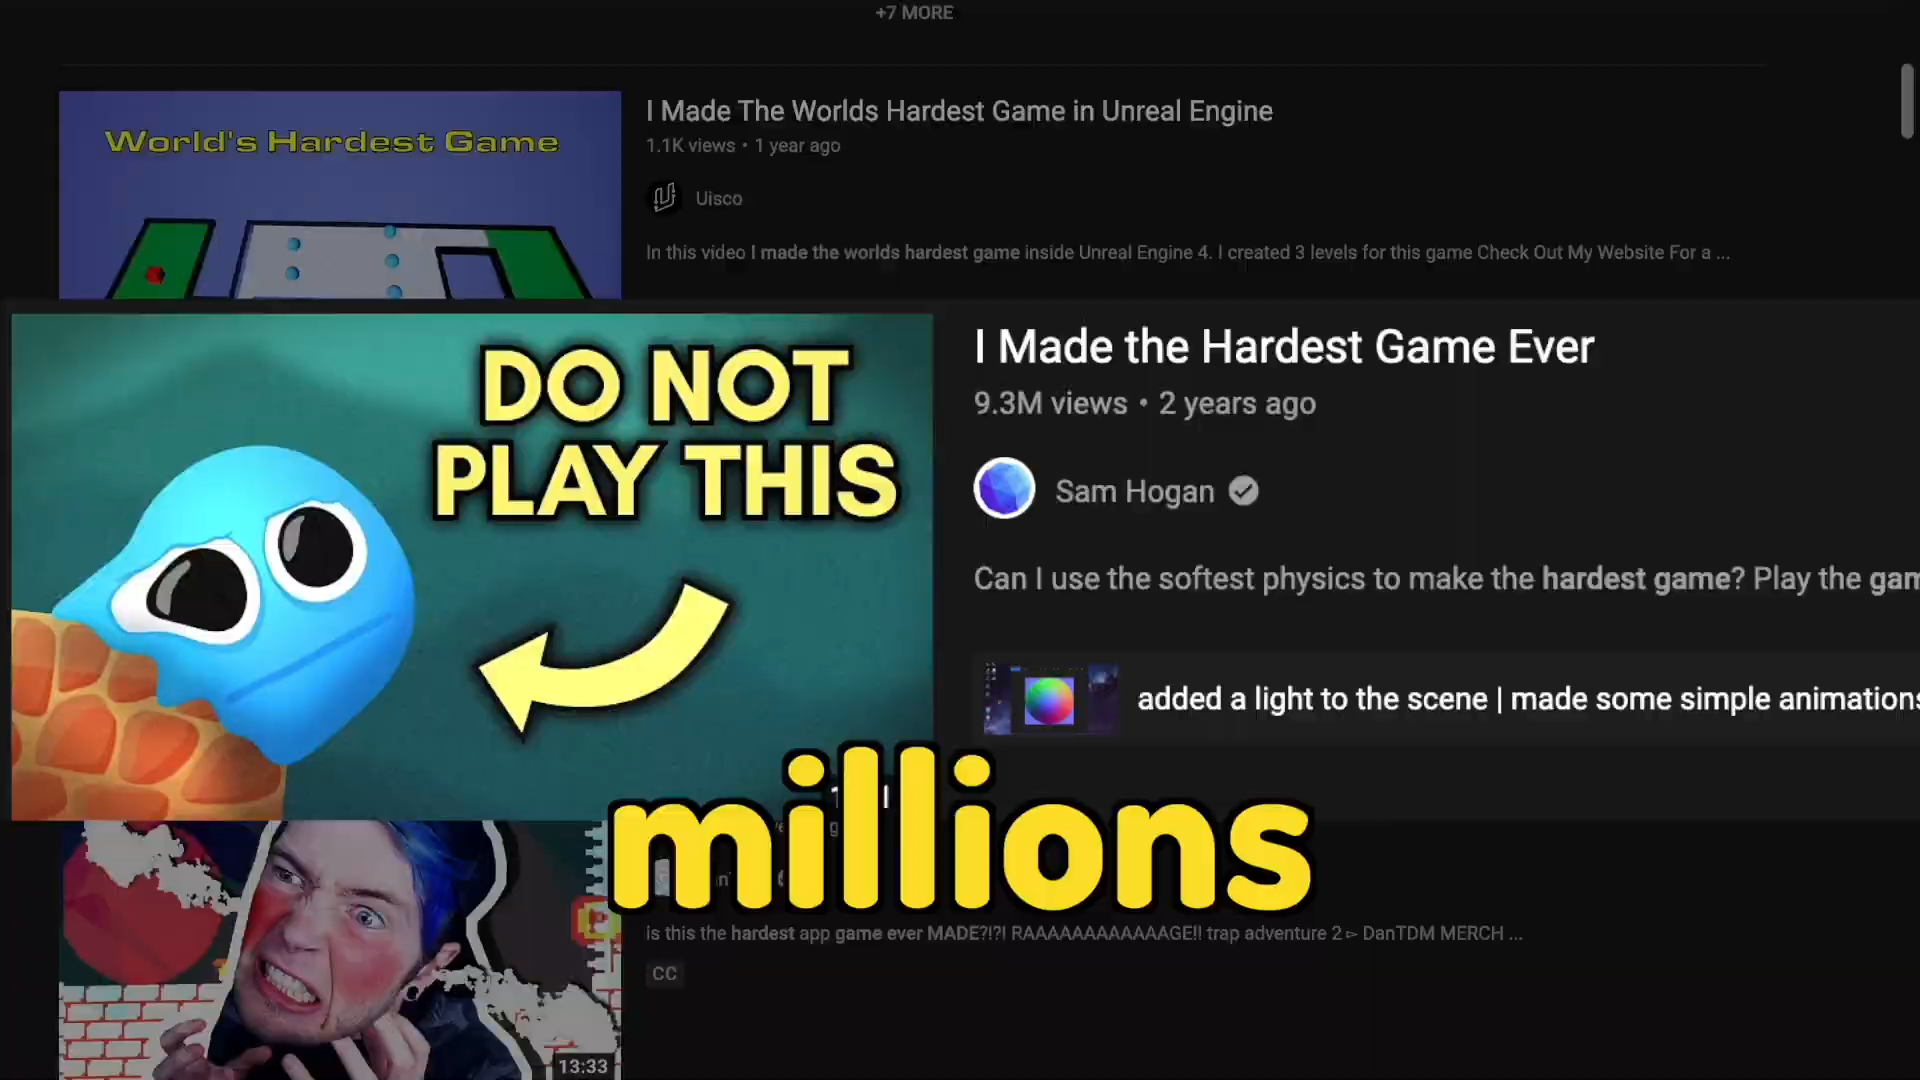 +7 MORE
World's Hardest Game
I Made The Worlds Hardest Game in Unreal Engine
1.1K views • 1 year ago
Uisco
In this video I made the worlds hardest game inside Unreal Engine 4. I created 3 levels for this game Check Out My Website For a ...
DO NOT
PLAY THIS
I Made the Hardest Game Ever
9.3M views • 2 years ago
Sam Hogan
Can I use the softest physics to make the hardest game? Play the gam
added a light to the scene | made some simple animations
millions
is this the hardest app game ever MADE?!?! RAAAAAAAAAAAAGE!! trap adventure 2 ▻ DanTDM MERCH ...
CC
13:33